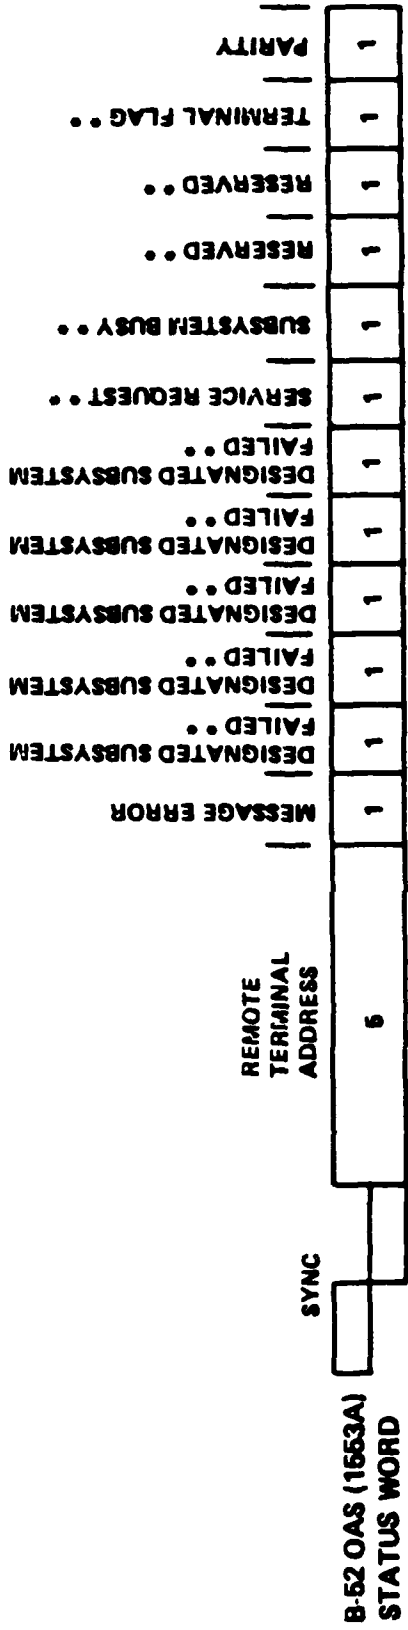 B-52 OAS (1553A)
STATUS WORD
SYNC
REMOTE
TERMINAL
ADDRESS
MESSAGE ERROR
DESIGNATED SUBSYSTEM
FAILED **
DESIGNATED SUBSYSTEM
FAILED **
DESIGNATED SUBSYSTEM
FAILED **
DESIGNATED SUBSYSTEM
FAILED **
DESIGNATED SUBSYSTEM
FAILED **
SERVICE REQUEST **
SUBSYSTEM BUSY **
RESERVED **
RESERVED **
TERMINAL FLAG **
PARITY
5
1
1
1
1
1
1
1
1
1
1
1
1